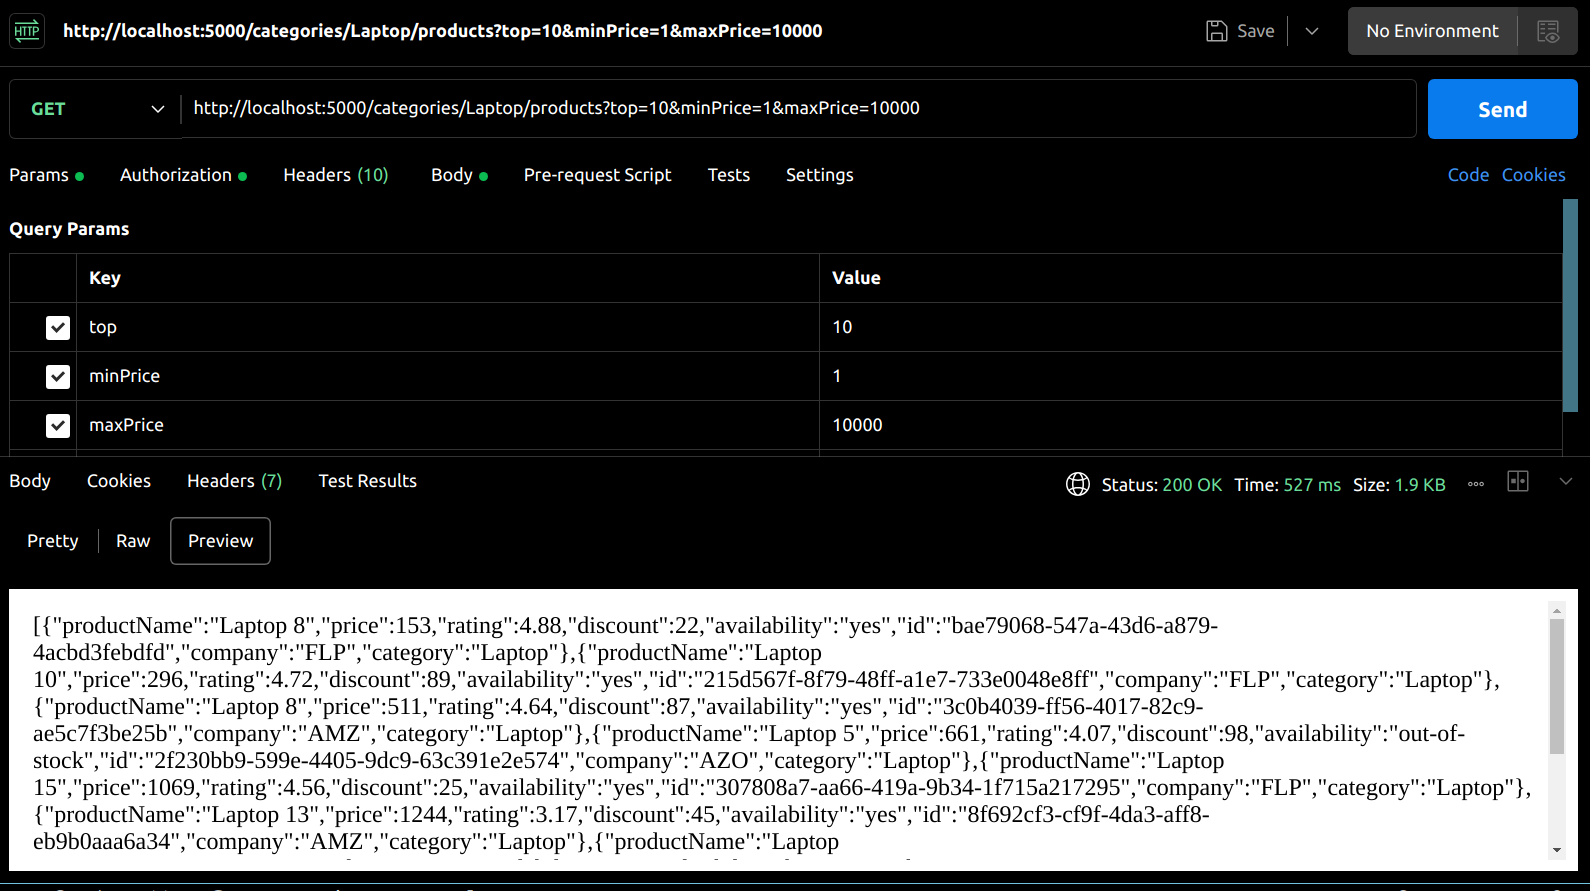 HTTP http://localhost:5000/categories/Laptop/products?top=10&minPrice=1&maxPrice=10000 Save No Environment
GET http://localhost:5000/categories/Laptop/products?top=10&minPrice=1&maxPrice=10000 Send
Params Authorization Headers (10) Body Pre-request Script Tests Settings Code Cookies
Query Params
Key Value
top 10
minPrice 1
maxPrice 10000
Body Cookies Headers (7) Test Results Status: 200 OK Time: 527 ms Size: 1.9 KB
Pretty Raw Preview
[{"productName":"Laptop 8","price":153,"rating":4.88,"discount":22,"availability":"yes","id":"bae79068-547a-43d6-a879-
4acbd3febdfd","company":"FLP","category":"Laptop"},{"productName":"Laptop
10","price":296,"rating":4.72,"discount":89,"availability":"yes","id":"215d567f-8f79-48ff-a1e7-733e0048e8ff","company":"FLP","category":"Laptop"},
{"productName":"Laptop 8","price":511,"rating":4.64,"discount":87,"availability":"yes","id":"3c0b4039-ff56-4017-82c9-
ae5c7f3be25b","company":"AMZ","category":"Laptop"},{"productName":"Laptop 5","price":661,"rating":4.07,"discount":98,"availability":"out-of-
stock","id":"2f230bb9-599e-4405-9dc9-63c391e2e574","company":"AZO","category":"Laptop"},{"productName":"Laptop
15","price":1069,"rating":4.56,"discount":25,"availability":"yes","id":"307808a7-aa66-419a-9b34-1f715a217295","company":"FLP","category":"Laptop"},
{"productName":"Laptop 13","price":1244,"rating":3.17,"discount":45,"availability":"yes","id":"8f692cf3-cf9f-4da3-aff8-
eb9b0aaa6a34","company":"AMZ","category":"Laptop"},{"productName":"Laptop